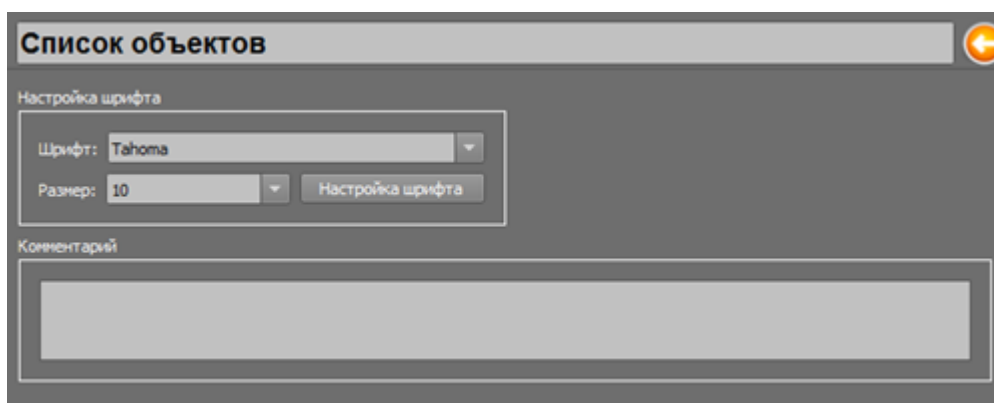 Список объектов
Настройка шрифта
Шрифт: Tahoma
Размер: 10 Настройка шрифта
Комментарий